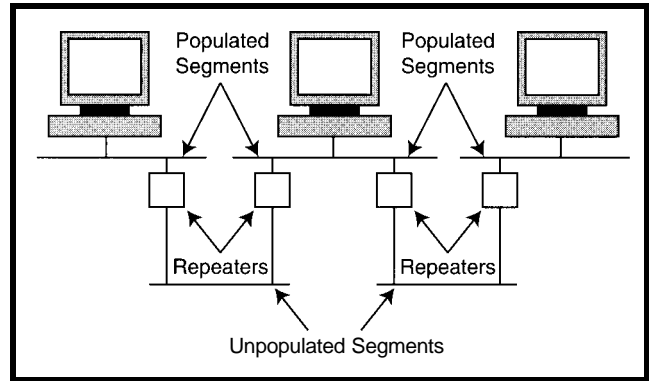 Populated
Segments
Populated
Segments
Repeaters
Repeaters
Unpopulated Segments